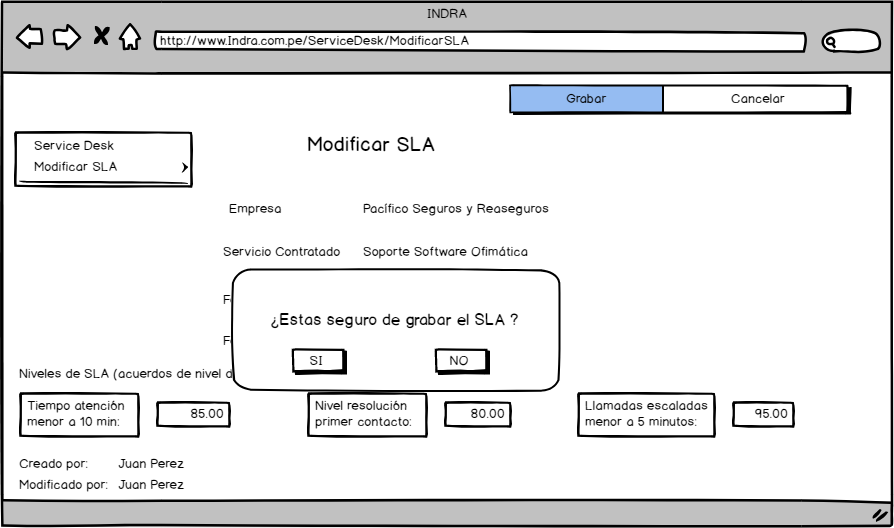 INDRA
http://www.Indra.com.pe/ServiceDesk/ModificarSLA
Grabar
Cancelar
Service Desk
Modificar SLA
Modificar SLA
Empresa
Pacífico Seguros y Reaseguros
Servicio Contratado
Soporte Software Ofimática
¿Estas seguro de grabar el SLA ?
SI
NO
Niveles de SLA (acuerdos de nivel d
Tiempo atención
menor a 10 min:
85.00
Nivel resolución
primer contacto:
80.00
Llamadas escaladas
menor a 5 minutos:
95.00
Creado por: Juan Perez
Modificado por: Juan Perez